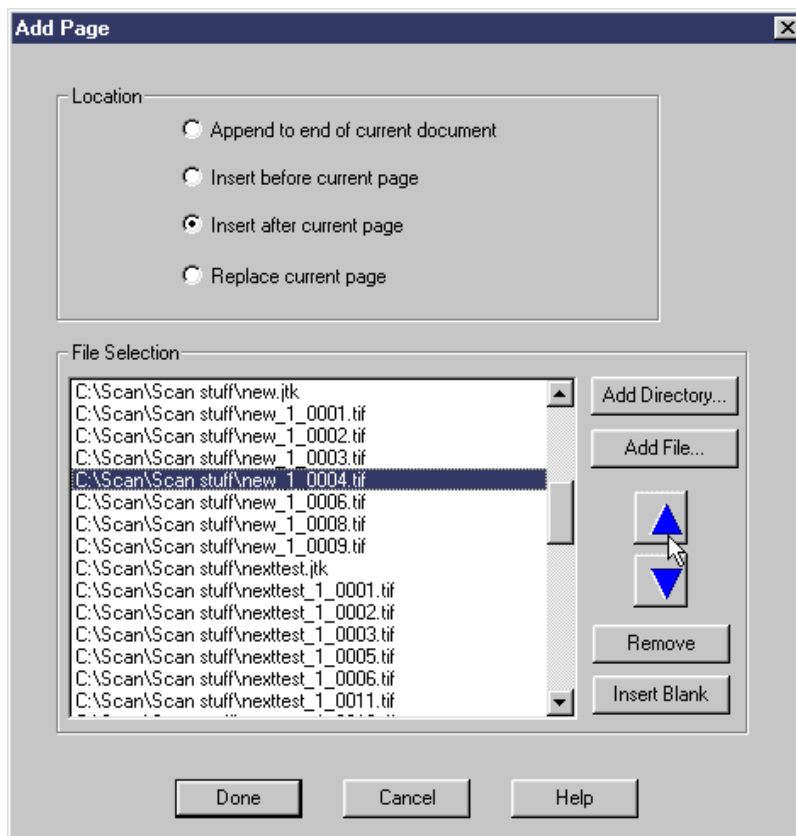 Add Page
Location
Append to end of current document
Insert before current page
Insert after current page
Replace current page
File Selection
C:\Scan\Scan stuff\new.jtk
C:\Scan\Scan stuff\new_1_0001.tif
C:\Scan\Scan stuff\new_1_0002.tif
C:\Scan\Scan stuff\new_1_0003.tif
C:\Scan\Scan stuff\new_1_0004.tif
C:\Scan\Scan stuff\new_1_0006.tif
C:\Scan\Scan stuff\new_1_0008.tif
C:\Scan\Scan stuff\new_1_0009.tif
C:\Scan\Scan stuff\nexttest.jtk
C:\Scan\Scan stuff\nexttest_1_0001.tif
C:\Scan\Scan stuff\nexttest_1_0002.tif
C:\Scan\Scan stuff\nexttest_1_0003.tif
C:\Scan\Scan stuff\nexttest_1_0005.tif
C:\Scan\Scan stuff\nexttest_1_0006.tif
C:\Scan\Scan stuff\nexttest_1_0011.tif
Add Directory...
Add File...
Remove
Insert Blank
Done
Cancel
Help